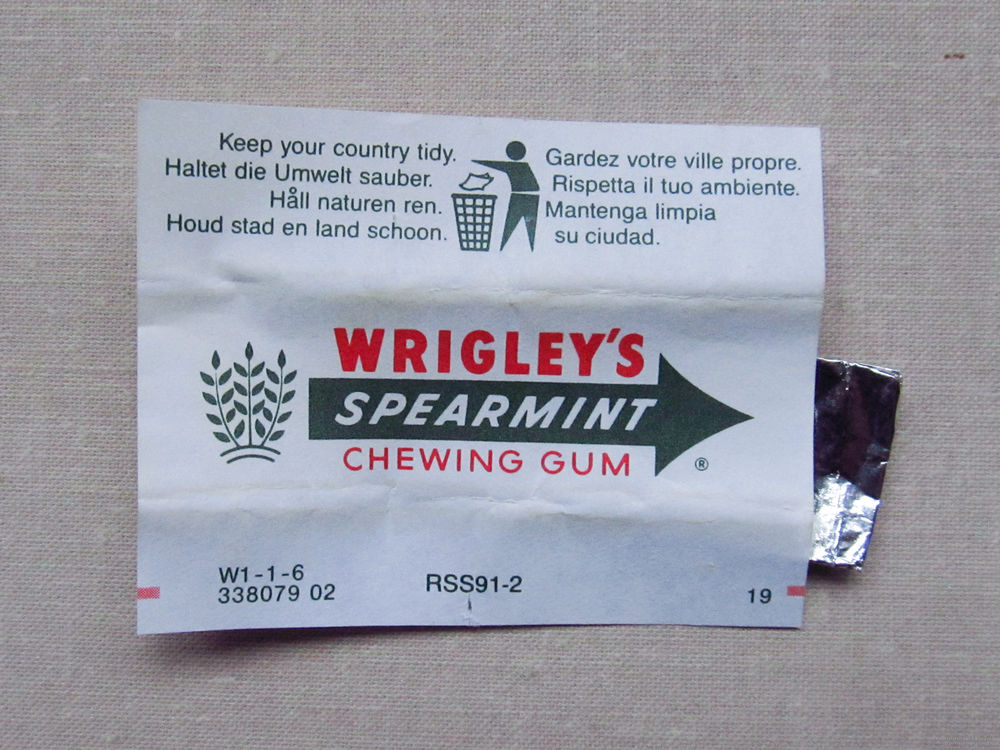 Keep your country tidy.
Haltet die Umwelt sauber.
Håll naturen ren.
Houd stad en land schoon.
Gardez votre ville propre.
Rispetta il tuo ambiente.
Mantenga limpia
su ciudad.
WRIGLEY'S
SPEARMINT
CHEWING GUM
®
W1-1-6
338079 02
RSS91-2
19